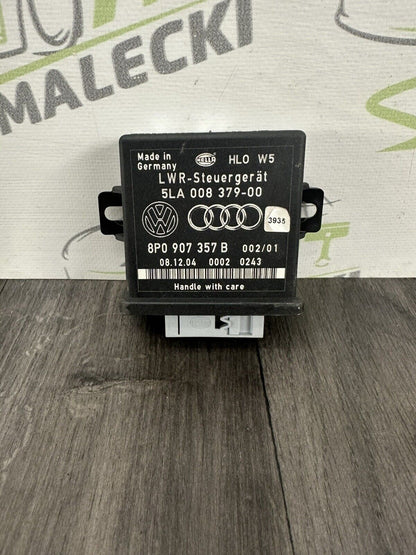 MALECKI
MALECKI
Made in
Germany
HELLA
HLO W5
LWR-Steuergerät
5LA 008 379-00
3935
8P0 907 357 B 002/01
08.12.04 0002 0243
Handle with care